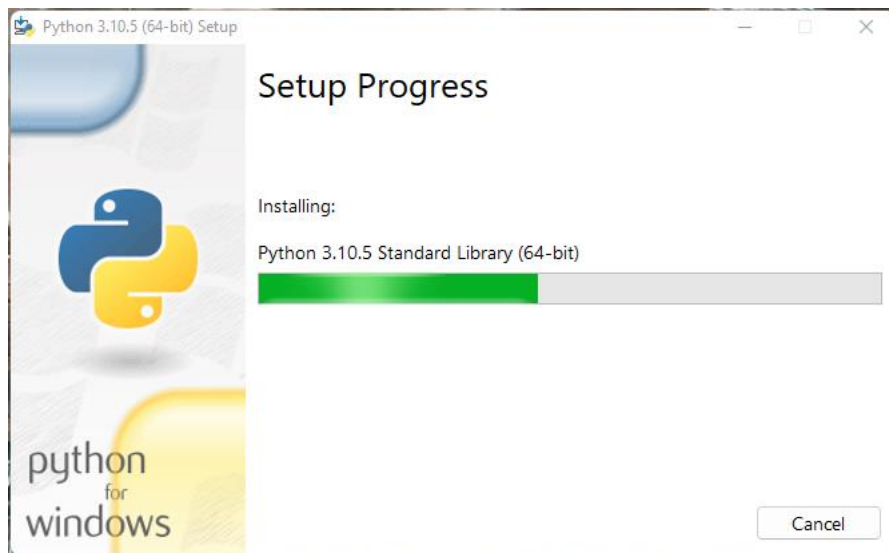 Python 3.10.5 (64-bit) Setup
Setup Progress
Installing:
Python 3.10.5 Standard Library (64-bit)
python
for
windows
Cancel